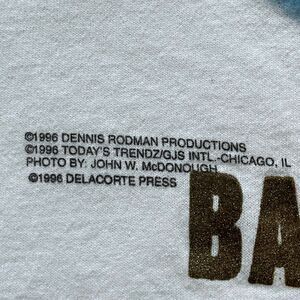 ©1996 DENNIS RODMAN PRODUCTIONS
©1996 TODAY'S TRENDZ/GJS INTL.-CHICAGO, IL
PHOTO BY: JOHN W. McDONOUGH
©1996 DELACORTE PRESS
BA